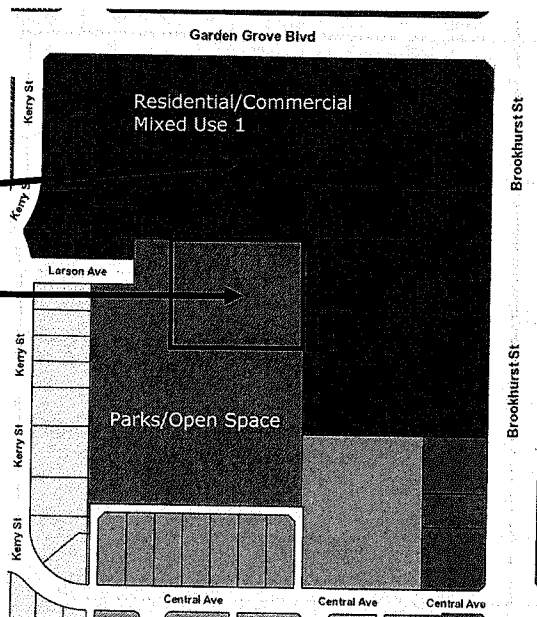 Garden Grove Blvd
Kerry St
Residential/Commercial
Mixed Use 1
Brookhurst St
Kerry St
Larson Ave
Kerry St
Brookhurst St
Parks/Open Space
Kerry St
Kerry St
Central Ave
Central Ave
Central Ave